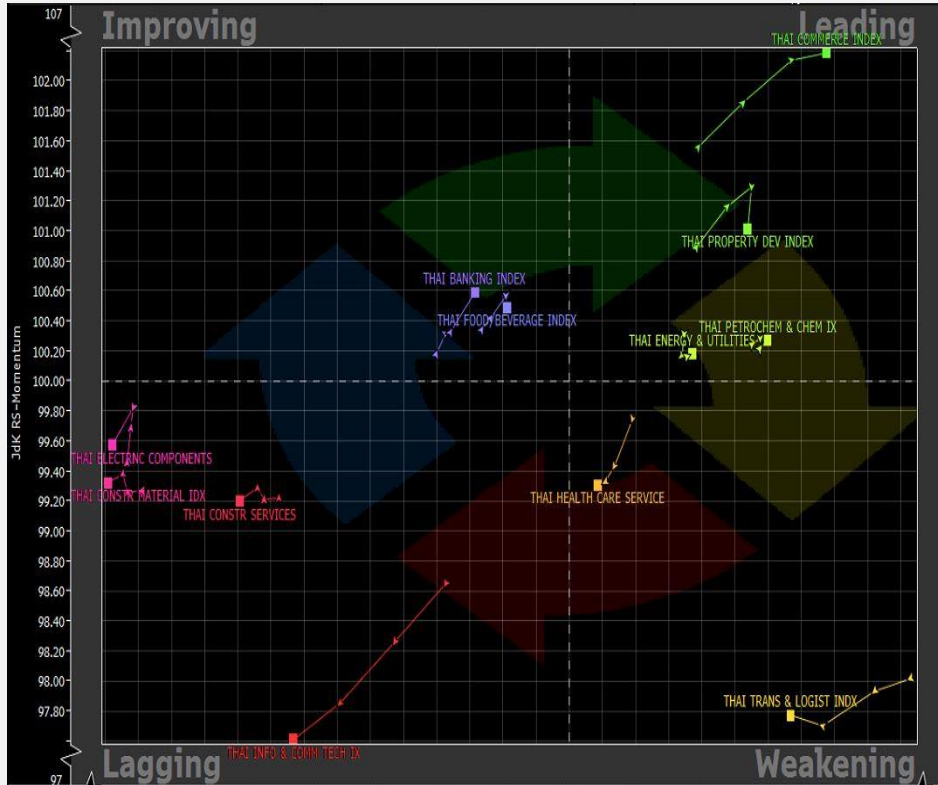 107
Improving
Leading
THAI COMMERCE INDEX
102.00
101.80
101.60
101.40
101.20
101.00
THAI PROPERTY DEV INDEX
100.80
THAI BANKING INDEX
100.60
THAI FOOD/BEVERAGE INDEX
100.40
THAI PETROCHEM & CHEM IX
THAI ENERGY & UTILITIES
100.20
100.00
JdK RS-Momentum
99.80
99.60
THAI ELECTRNC COMPONENTS
99.40
THAI CONSTR MATERIAL IDX
THAI HEALTH CARE SERVICE
99.20
THAI CONSTR SERVICES
99.00
98.80
98.60
98.40
98.20
98.00
THAI TRANS & LOGIST INDX
97.80
THAI INFO & COMM TECH IX
Lagging
Weakening
97